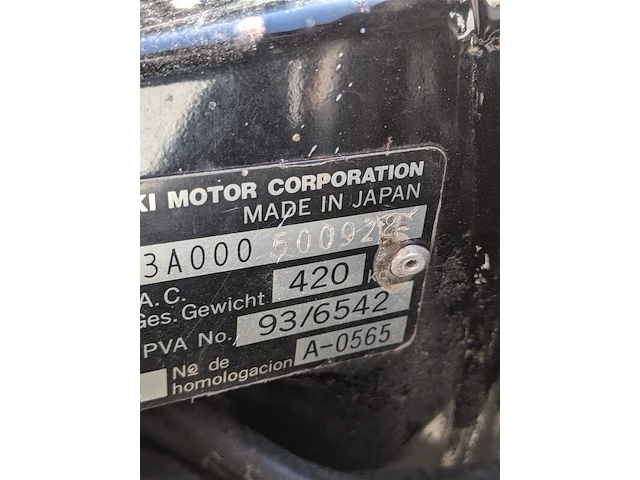 KI MOTOR CORPORATION
MADE IN JAPAN
3A000 50092
A.C.
Ges.Gewicht 420
PVA No. 93/6542
Nº de homologacion A-0565